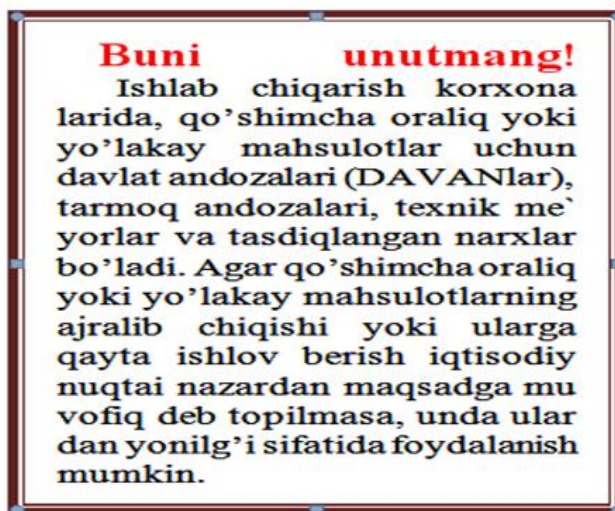 Buni unutmang!
Ishlab chiqarish korxona
larida, qo’shimcha oraliq yoki
yo’lakay mahsulotlar uchun
davlat andozalari (DAVANlar),
tarmoq andozalari, texnik me`
yorlar va tasdiqlangan narxlar
bo’ladi. Agar qo’shimcha oraliq
yoki yo’lakay mahsulotlarning
ajralib chiqishi yoki ularga
qayta ishlov berish iqtisodiy
nuqtai nazardan maqsadga mu
vofiq deb topilmasa, unda ular
dan yonilg’i sifatida foydalanish
mumkin.